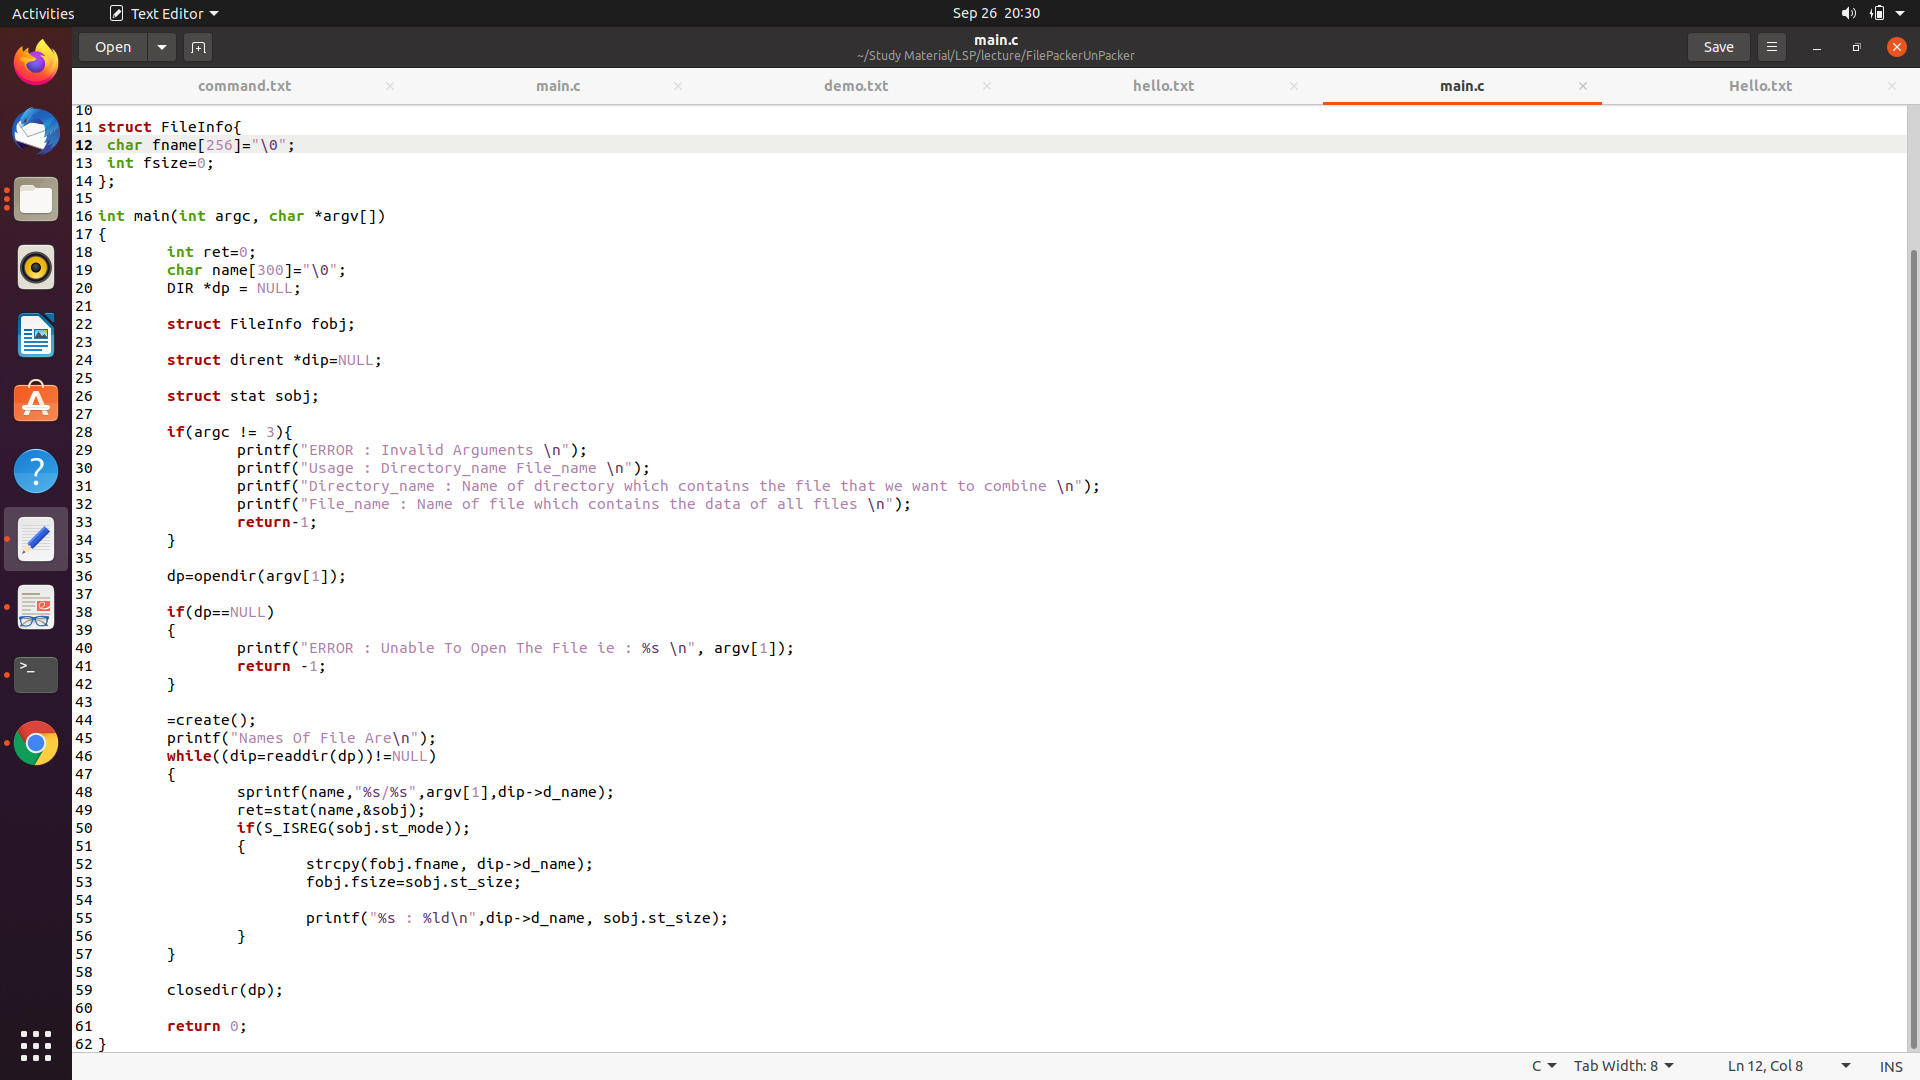 Activities Text Editor Sep 26 20:30
Open main.c Save
~/Study Material/LSP/lecture/FilePackerUnPacker
command.txt main.c demo.txt hello.txt main.c Hello.txt
10
11 struct FileInfo{
12 char fname[256]="\0";
13 int fsize=0;
14 };
15
16 int main(int argc, char *argv[])
17 {
18 int ret=0;
19 char name[300]="\0";
20 DIR *dp = NULL;
21
22 struct FileInfo fobj;
23
24 struct dirent *dip=NULL;
25
26 struct stat sobj;
27
28 if(argc != 3){
29 printf("ERROR : Invalid Arguments \n");
30 printf("Usage : Directory_name File_name \n");
31 printf("Directory_name : Name of directory which contains the file that we want to combine \n");
32 printf("File_name : Name of file which contains the data of all files \n");
33 return-1;
34 }
35
36 dp=opendir(argv[1]);
37
38 if(dp==NULL)
39 {
40 printf("ERROR : Unable To Open The File ie : %s \n", argv[1]);
41 return -1;
42 }
43
44 =create();
45 printf("Names Of File Are\n");
46 while((dip=readdir(dp))!=NULL)
47 {
48 sprintf(name,"%s/%s",argv[1],dip->d_name);
49 ret=stat(name,&sobj);
50 if(S_ISREG(sobj.st_mode));
51 {
52 strcpy(fobj.fname, dip->d_name);
53 fobj.fsize=sobj.st_size;
54
55 printf("%s : %ld\n",dip->d_name, sobj.st_size);
56 }
57 }
58
59 closedir(dp);
60
61 return 0;
62 }
C Tab Width: 8 Ln 12, Col 8 INS